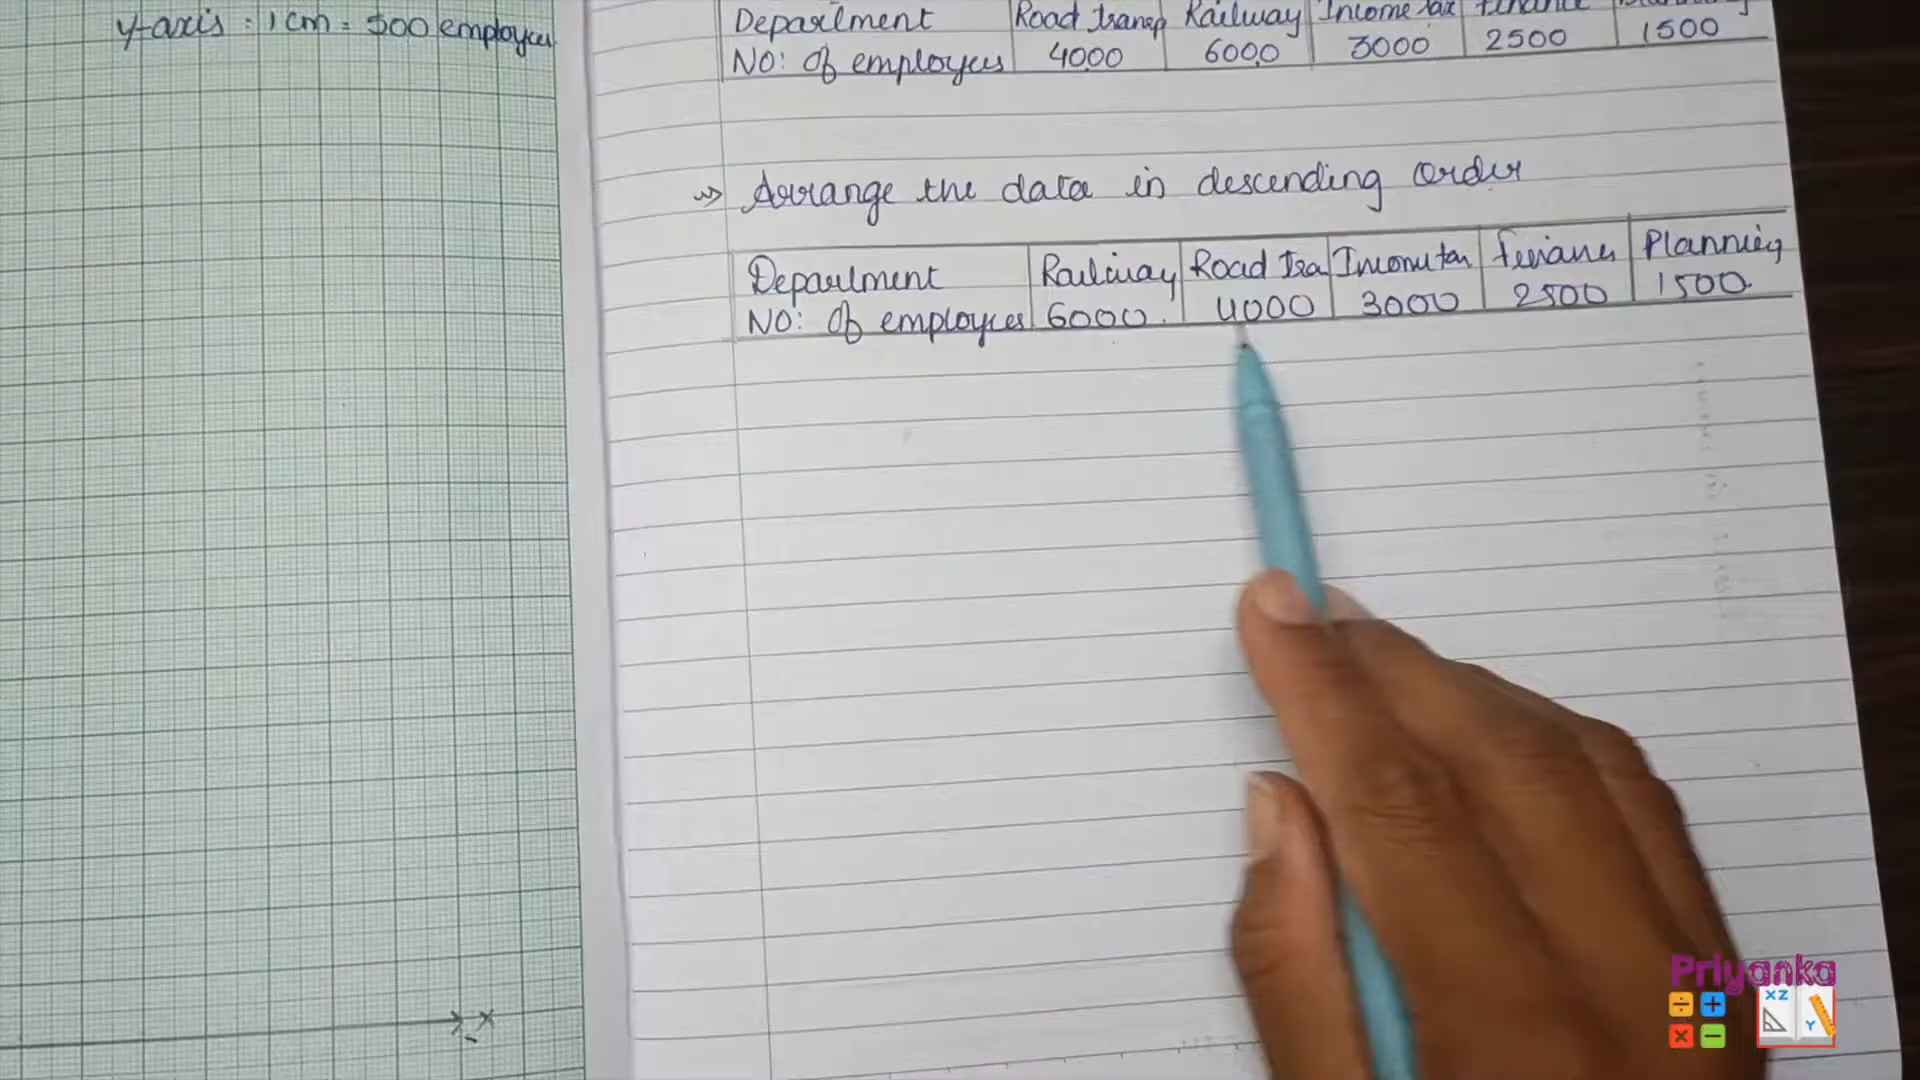 y-axis : 1 cm = 500 employees
Department Road transp Railway Income tax Finance
No: Of employees 4000 6000 3000 2500 1500
Arrange the data in descending order
Department Railway Road Tra Income tax Finance Planning
No: Of employees 6000 4000 3000 2500 1500
x
Priyanka
XZ
Y